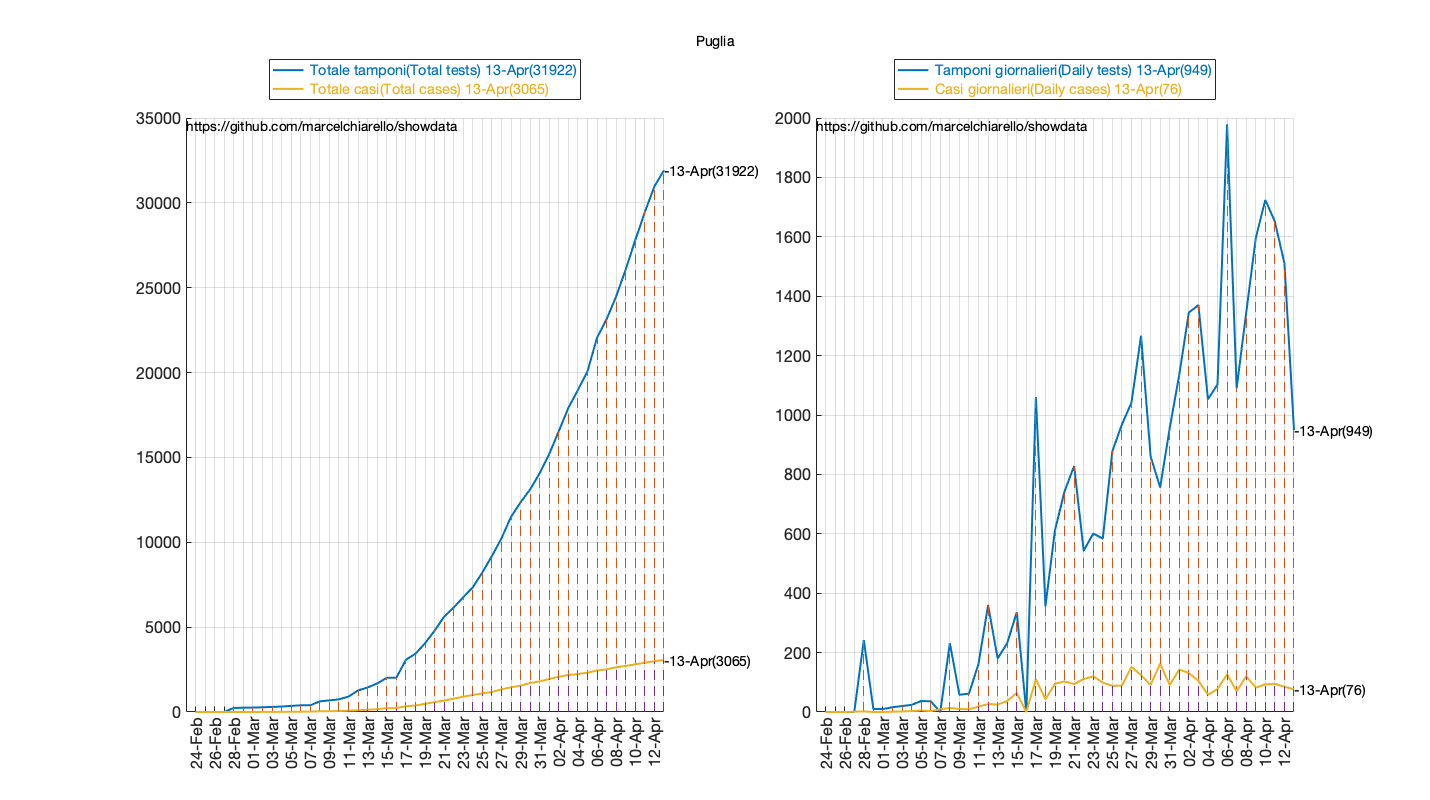 Puglia
Totale tamponi(Total tests) 13-Apr(31922)
Totale casi(Total cases) 13-Apr(3065)
https://github.com/marcelchiarello/showdata
35000
30000
25000
20000
15000
10000
5000
0
-13-Apr(31922)
-13-Apr(3065)
24-Feb
26-Feb
28-Feb
01-Mar
03-Mar
05-Mar
07-Mar
09-Mar
11-Mar
13-Mar
15-Mar
17-Mar
19-Mar
21-Mar
23-Mar
25-Mar
27-Mar
29-Mar
31-Mar
02-Apr
04-Apr
06-Apr
08-Apr
10-Apr
12-Apr
Tamponi giornalieri(Daily tests) 13-Apr(949)
Casi giornalieri(Daily cases) 13-Apr(76)
https://github.com/marcelchiarello/showdata
2000
1800
1600
1400
1200
1000
800
600
400
200
0
-13-Apr(949)
-13-Apr(76)
24-Feb
26-Feb
28-Feb
01-Mar
03-Mar
05-Mar
07-Mar
09-Mar
11-Mar
13-Mar
15-Mar
17-Mar
19-Mar
21-Mar
23-Mar
25-Mar
27-Mar
29-Mar
31-Mar
02-Apr
04-Apr
06-Apr
08-Apr
10-Apr
12-Apr